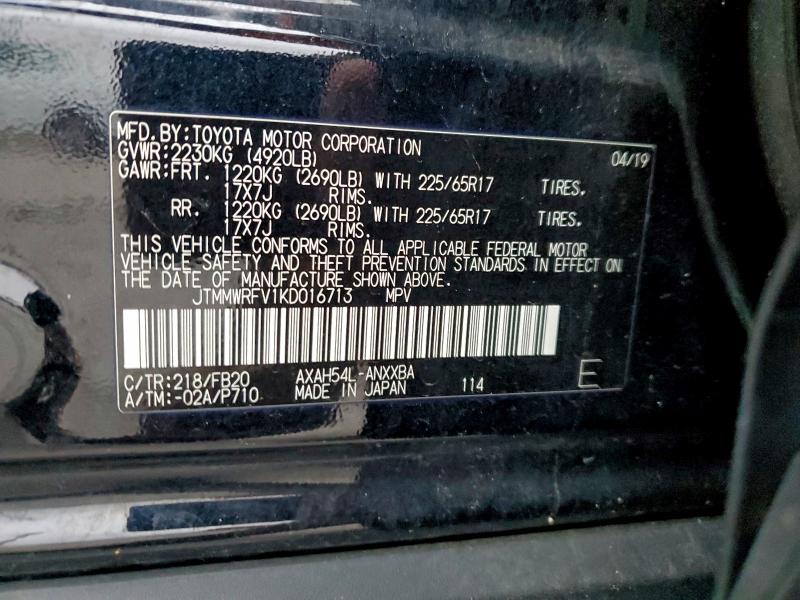 MFD.BY:TOYOTA MOTOR CORPORATION 04/19
GVWR:2230KG (4920LB)
GAWR:FRT. 1220KG (2690LB) WITH 225/65R17 TIRES.
17X7J RIMS.
RR. 1220KG (2690LB) WITH 225/65R17 TIRES.
17X7J RIMS.
THIS VEHICLE CONFORMS TO ALL APPLICABLE FEDERAL MOTOR
VEHICLE SAFETY AND THEFT PREVENTION STANDARDS IN EFFECT ON
THE DATE OF MANUFACTURE SHOWN ABOVE.
JTMMWRFV1KD016713 MPV
C/TR:218/FB20 AXAH54L-ANXXBA
A/TM:-02A/P710 MADE IN JAPAN 114 E